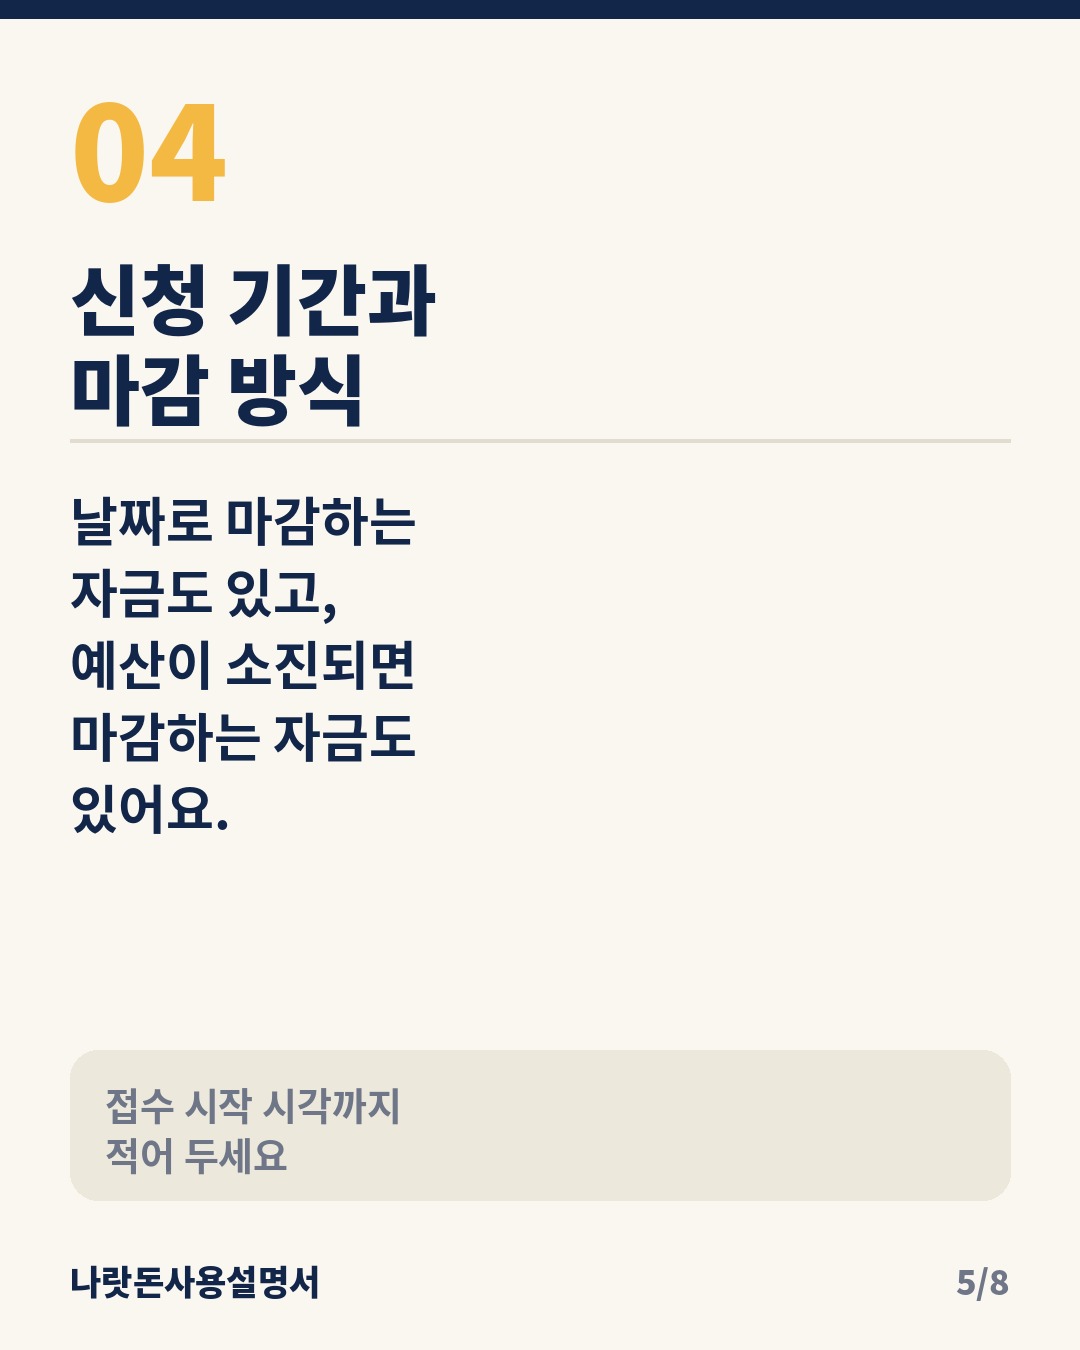 04
신청 기간과
마감 방식
날짜로 마감하는
자금도 있고,
예산이 소진되면
마감하는 자금도
있어요.
접수 시작 시각까지
적어 두세요
나랏돈사용설명서
5/8